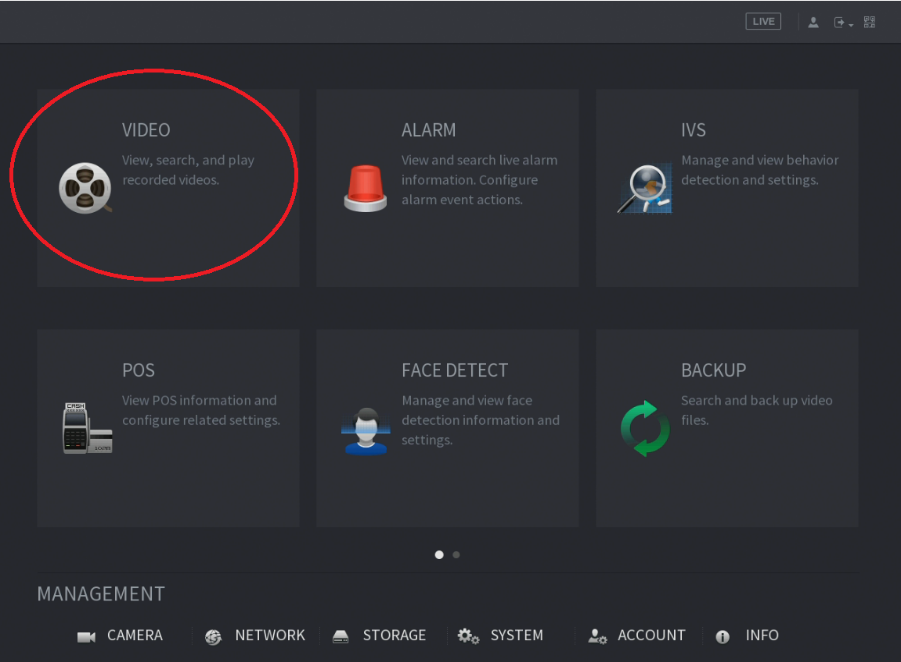 LIVE
VIDEO
View, search, and play
recorded videos.
ALARM
View and search live alarm
information. Configure
alarm event actions.
IVS
Manage and view behavior
detection and settings.
POS
View POS information and
configure related settings.
CASH
FACE DETECT
Manage and view face
detection information and
settings.
BACKUP
Search and back up video
files.
MANAGEMENT
CAMERA
NETWORK
STORAGE
SYSTEM
ACCOUNT
INFO